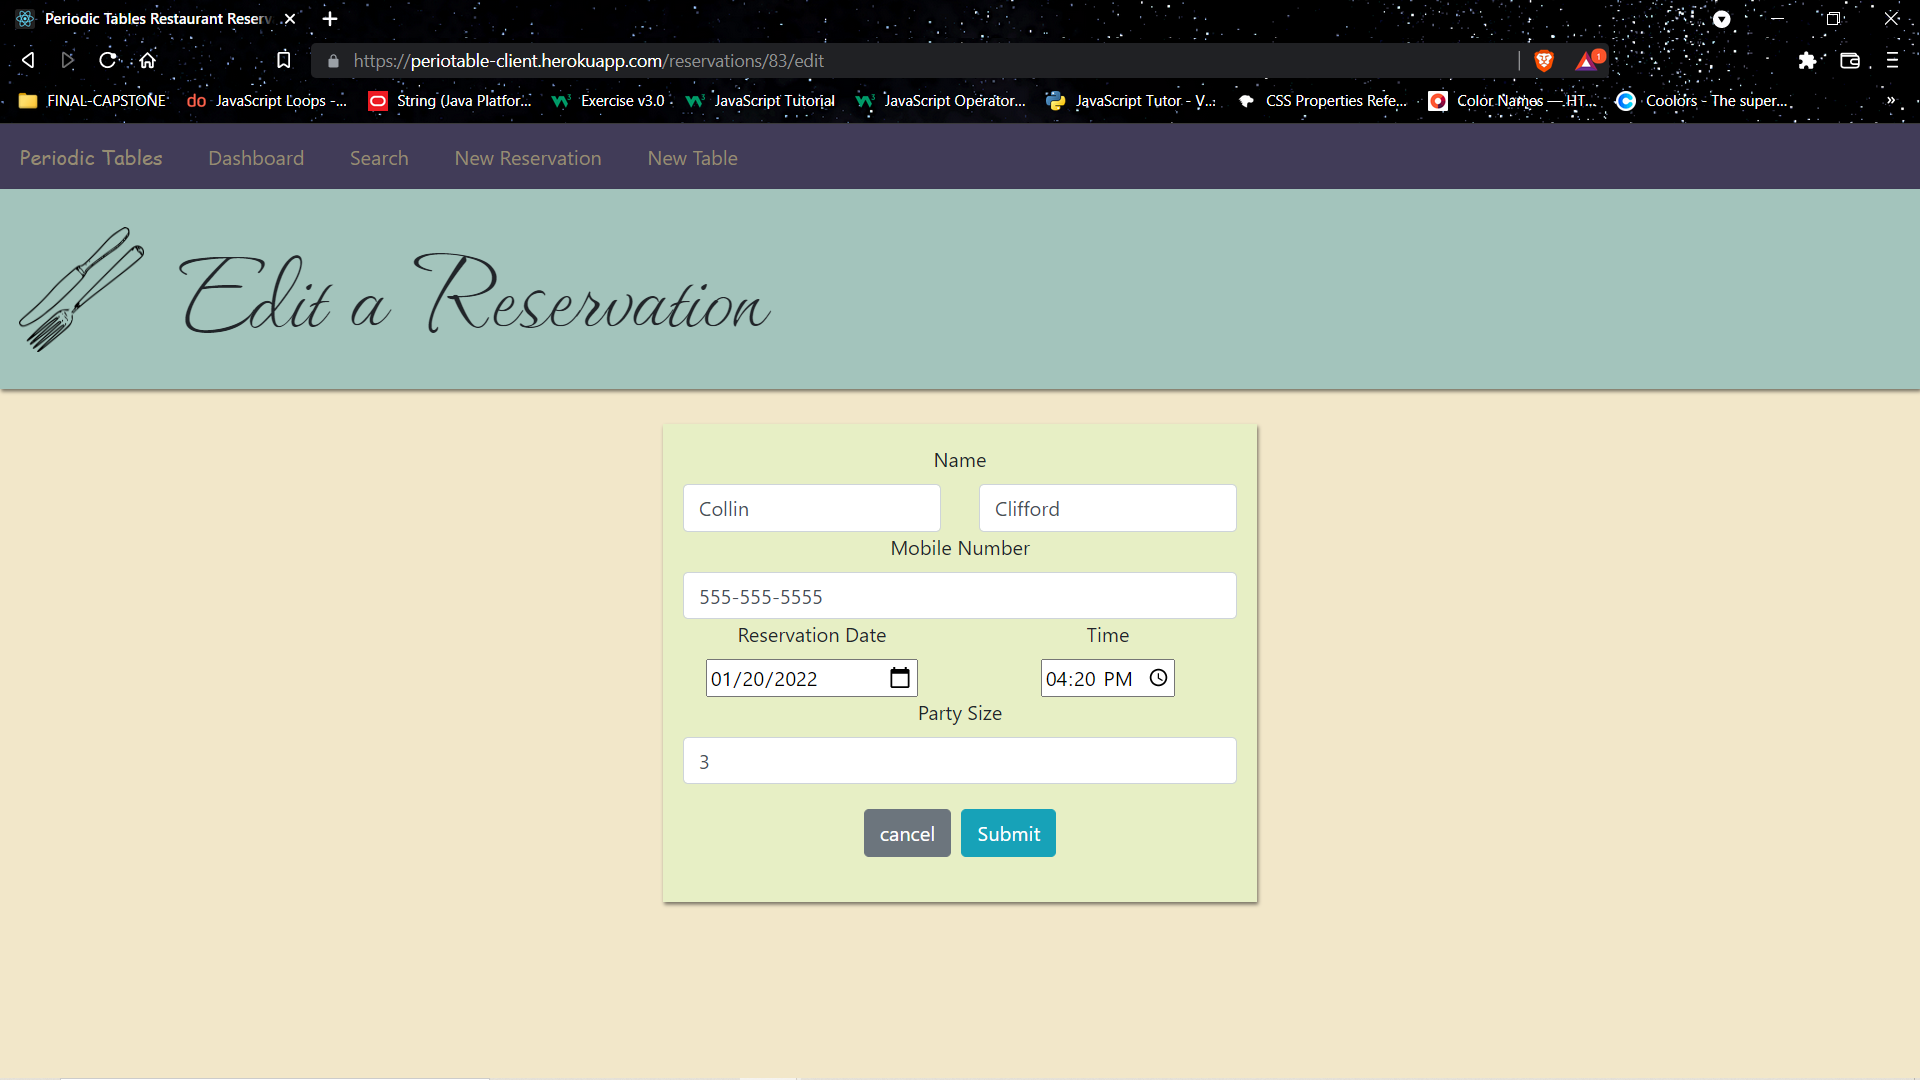 Periodic Tables Restaurant Reserv
https://periotable-client.herokuapp.com/reservations/83/edit
1
FINAL-CAPSTONE do JavaScript Loops -... String (Java Platfor... Exercise v3.0 - JavaScript Tutorial JavaScript Operator... JavaScript Tutor - V... CSS Properties Refe... Color Names — HT... Coolors - The super... »
Periodic Tables Dashboard Search New Reservation New Table
Edit a Reservation
Name
Collin Clifford
Mobile Number
555-555-5555
Reservation Date Time
01/20/2022 04:20 PM
Party Size
3
cancel Submit